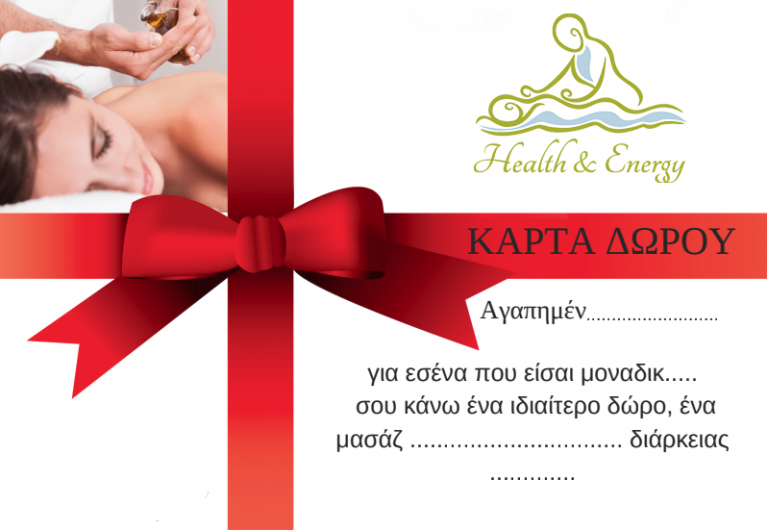 Health & Energy
ΚΑΡΤΑ ΔΩΡΟΥ
Αγαπημέν..........................
για εσένα που είσαι μοναδικ.....
σου κάνω ένα ιδιαίτερο δώρο, ένα
μασάζ ................................. διάρκειας
.............